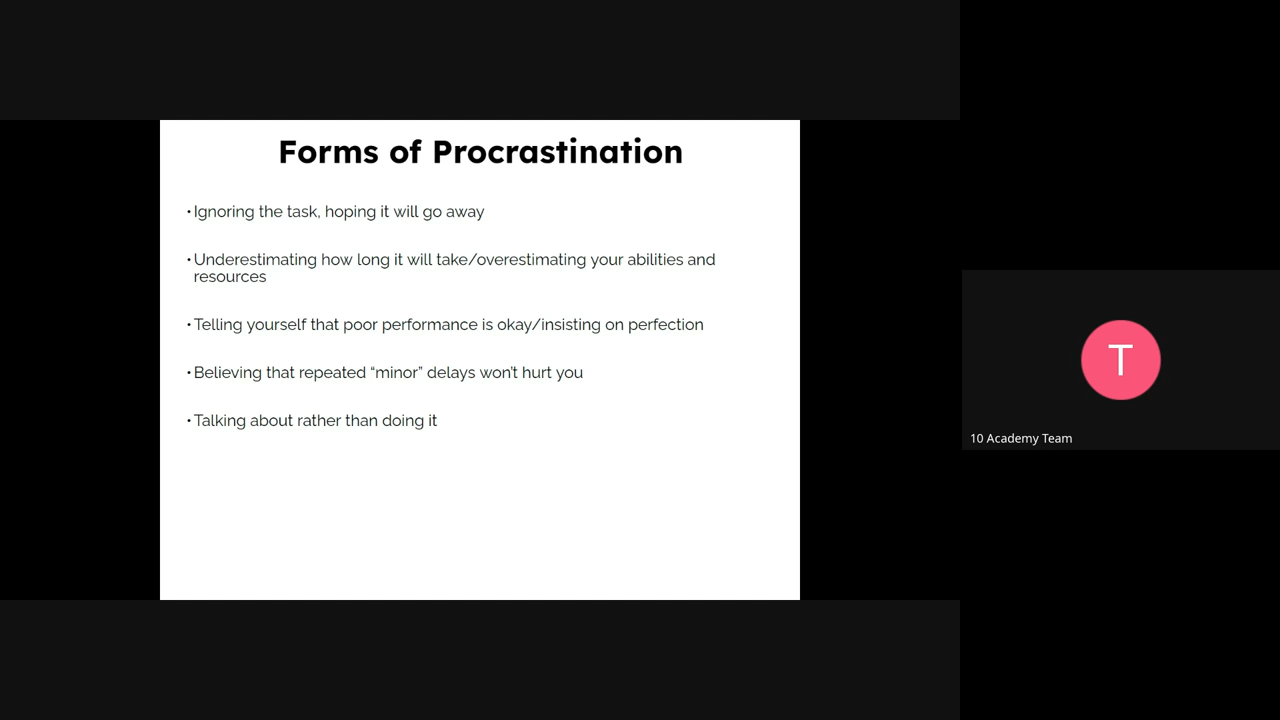 Forms of Procrastination
• Ignoring the task, hoping it will go away
• Underestimating how long it will take/overestimating your abilities and
resources
• Telling yourself that poor performance is okay/insisting on perfection
• Believing that repeated “minor” delays won’t hurt you
• Talking about rather than doing it
T
10 Academy Team